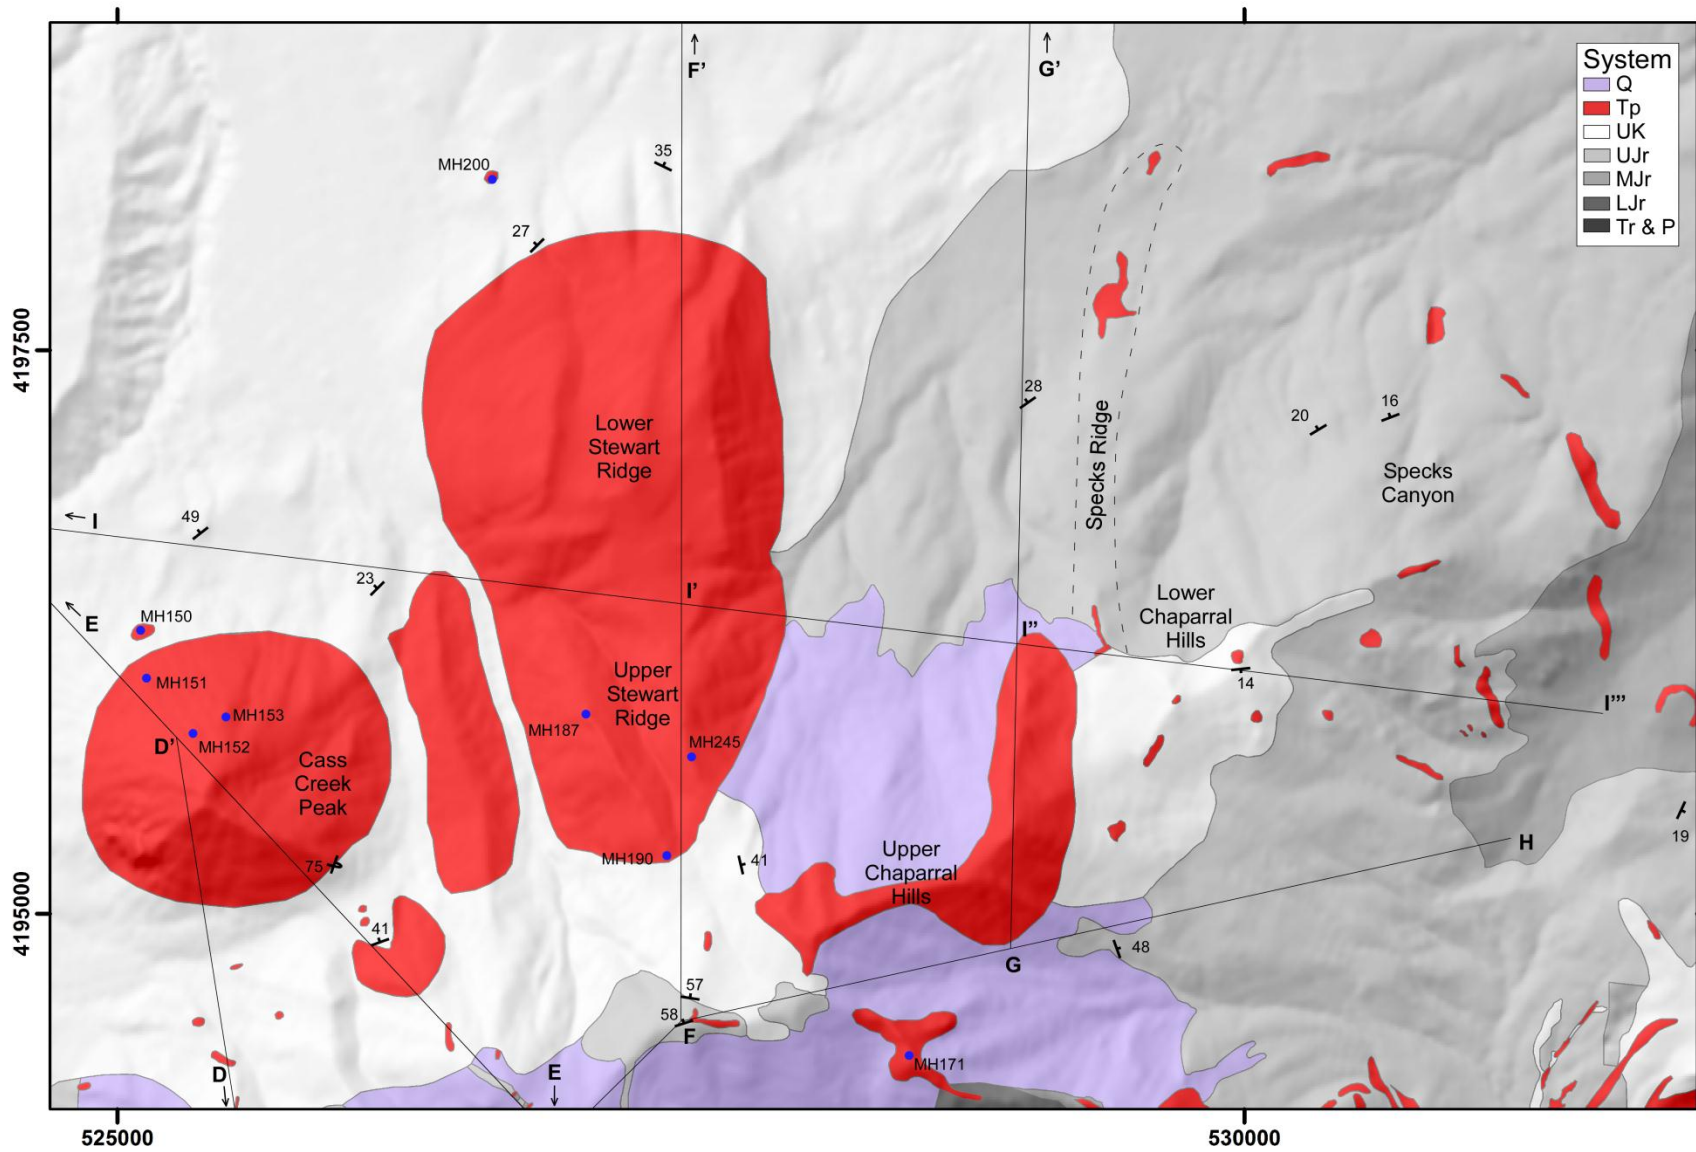 F'
G'
System
Q
Tp
UK
UJr
MJr
LJr
Tr & P
MH200
35
27
4197500
28
Lower
Stewart
Ridge
Specks Ridge
20
16
Specks
Canyon
49
I
23
I'
Lower
Chaparral
Hills
E
MH150
I''
14
MH151
MH153
MH152
D'
Upper
Stewart
Ridge
MH187
MH245
I'''
Cass
Creek
Peak
75
MH190
41
Upper
Chaparral
Hills
H
19
4195000
41
48
G
57
58
F
MH171
D
E
525000
530000